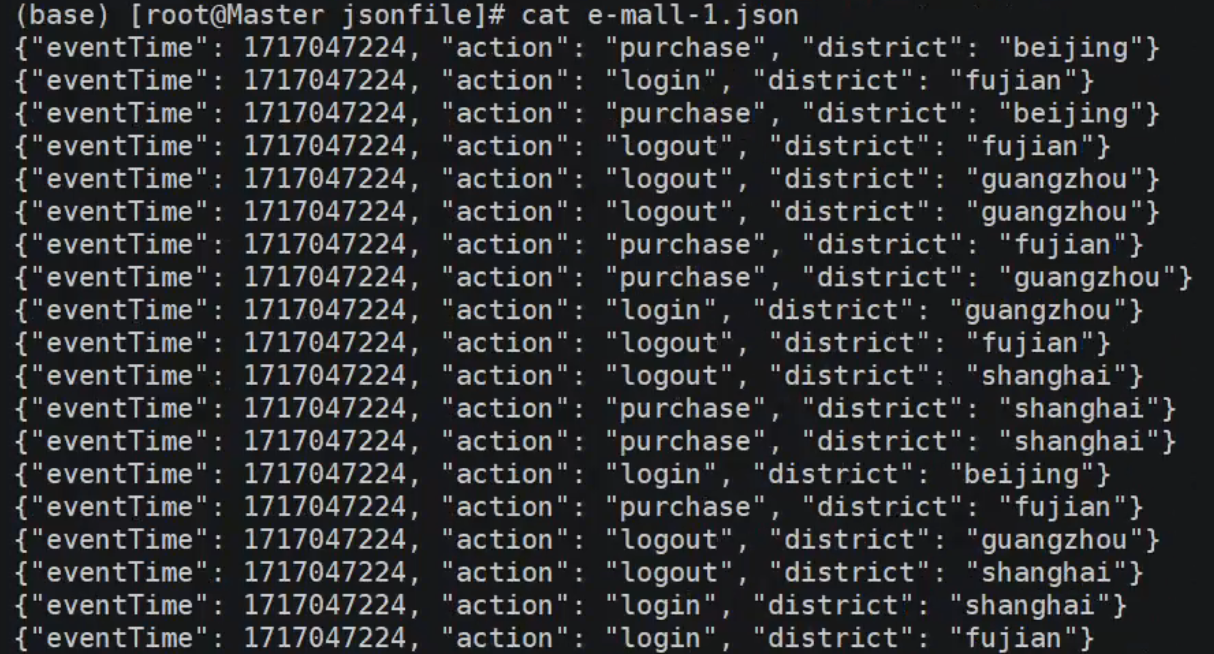 (base) [root@Master jsonfile]# cat e-mall-1.json
{"eventTime": 1717047224, "action": "purchase", "district": "beijing"}
{"eventTime": 1717047224, "action": "login", "district": "fujian"}
{"eventTime": 1717047224, "action": "purchase", "district": "beijing"}
{"eventTime": 1717047224, "action": "logout", "district": "fujian"}
{"eventTime": 1717047224, "action": "logout", "district": "guangzhou"}
{"eventTime": 1717047224, "action": "logout", "district": "guangzhou"}
{"eventTime": 1717047224, "action": "purchase", "district": "fujian"}
{"eventTime": 1717047224, "action": "purchase", "district": "guangzhou"}
{"eventTime": 1717047224, "action": "login", "district": "guangzhou"}
{"eventTime": 1717047224, "action": "logout", "district": "fujian"}
{"eventTime": 1717047224, "action": "logout", "district": "shanghai"}
{"eventTime": 1717047224, "action": "purchase", "district": "shanghai"}
{"eventTime": 1717047224, "action": "purchase", "district": "shanghai"}
{"eventTime": 1717047224, "action": "login", "district": "beijing"}
{"eventTime": 1717047224, "action": "purchase", "district": "fujian"}
{"eventTime": 1717047224, "action": "logout", "district": "guangzhou"}
{"eventTime": 1717047224, "action": "logout", "district": "shanghai"}
{"eventTime": 1717047224, "action": "login", "district": "shanghai"}
{"eventTime": 1717047224, "action": "login", "district": "fujian"}